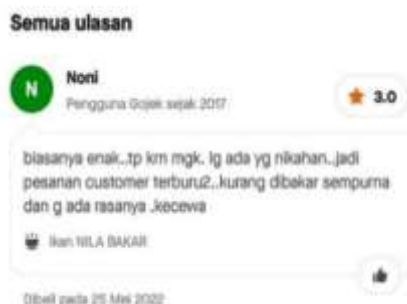 Semua ulasan
N
Noni
Pengguna Gojek sejak 2017
3.0
biasanya enak..tp krn mgk. lg ada yg nikahan..jadi
pesanan customer terburu2..kurang dibakar sempurna
dan g ada rasanya .kecewa
Ikan NILA BAKAR
Dibeli pada 25 Mei 2022